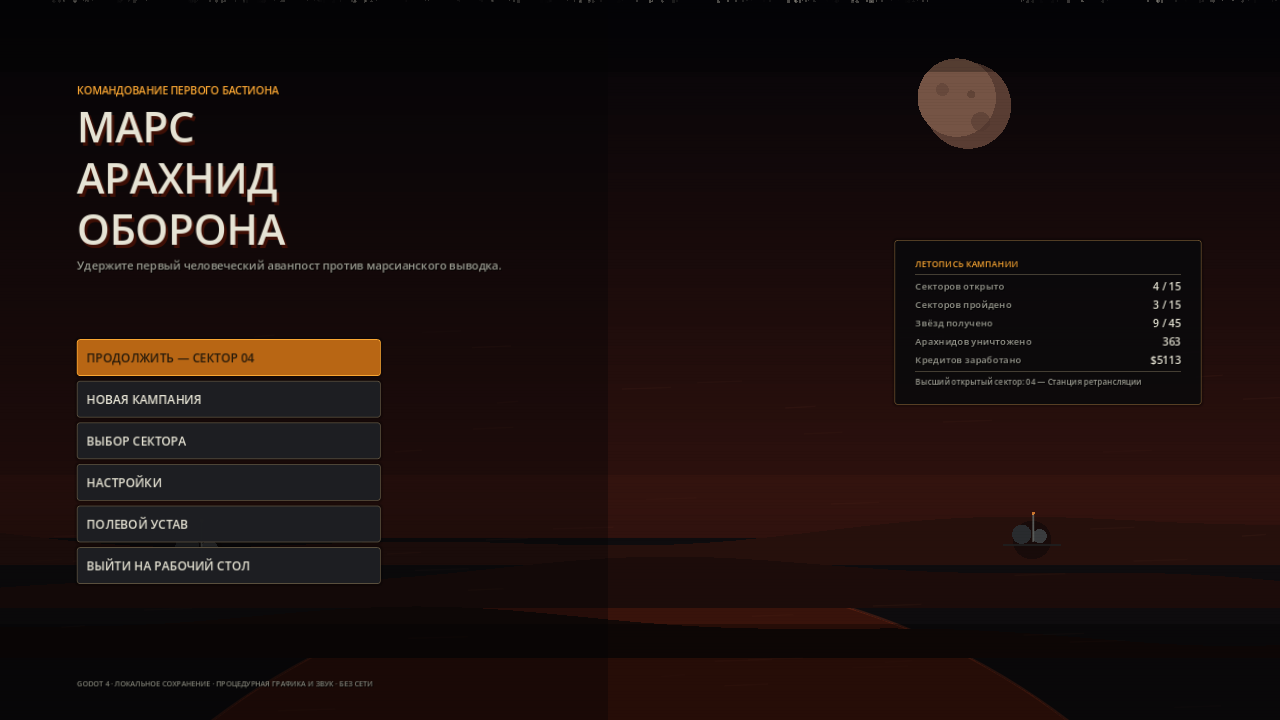 КОМАНДОВАНИЕ ПЕРВОГО БАСТИОНА
МАРС
АРАХНИД
ОБОРОНА
Удержите первый человеческий аванпост против марсианского выводка.
ПРОДОЛЖИТЬ — СЕКТОР 04
НОВАЯ КАМПАНИЯ
ВЫБОР СЕКТОРА
НАСТРОЙКИ
ПОЛЕВОЙ УСТАВ
ВЫЙТИ НА РАБОЧИЙ СТОЛ
ЛЕТОПИСЬ КАМПАНИИ
Секторов открыто 4 / 15
Секторов пройдено 3 / 15
Звёзд получено 9 / 45
Арахнидов уничтожено 363
Кредитов заработано $5113
Высший открытый сектор: 04 — Станция ретрансляции
GODOT 4 · ЛОКАЛЬНОЕ СОХРАНЕНИЕ · ПРОЦЕДУРНАЯ ГРАФИКА И ЗВУК · БЕЗ СЕТИ